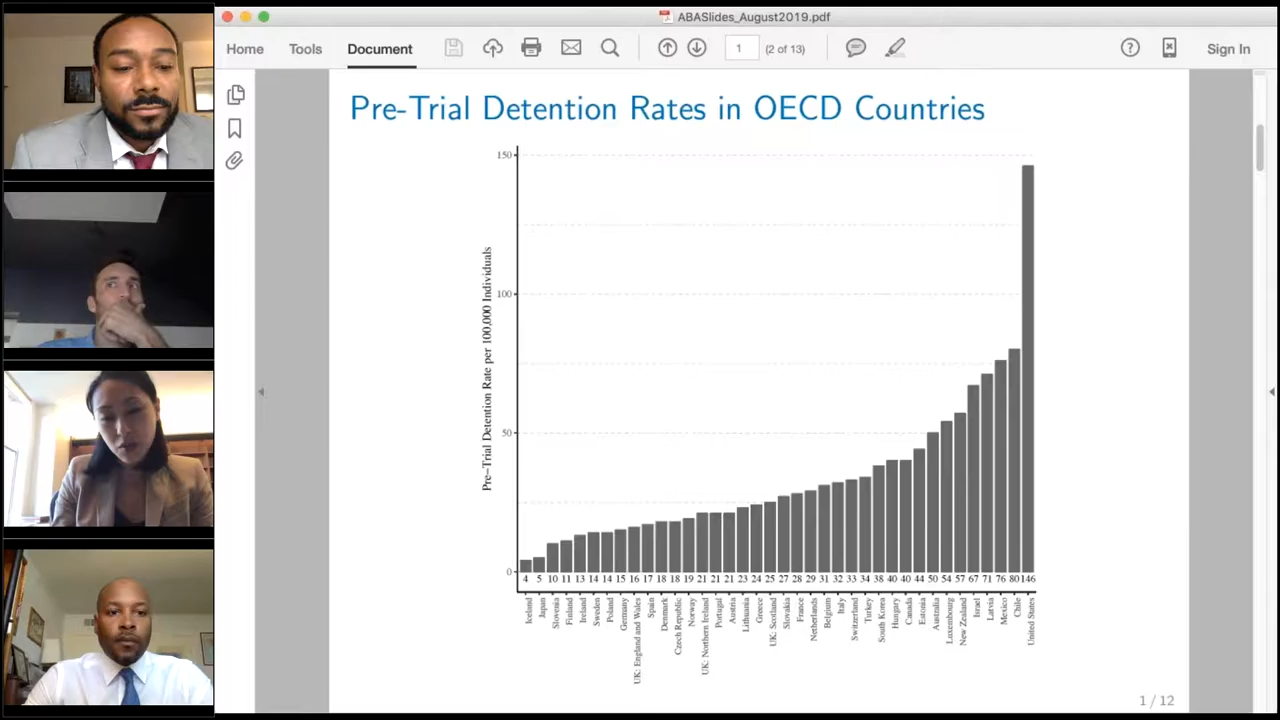 ABASlides_August2019.pdf
Home Tools Document 1 (2 of 13) Sign In
Pre-Trial Detention Rates in OECD Countries
Pre-Trial Detention Rate per 100,000 Individuals
150
100
50
0
4 5 10 11 13 14 14 15 16 17 18 18 19 21 21 21 23 24 25 27 28 29 31 32 33 34 38 40 40 44 50 54 57 67 71 76 80 146
Iceland
Japan
Slovenia
Finland
Ireland
Sweden
Poland
Germany
UK: England and Wales
Spain
Denmark
Czech Republic
Norway
UK: Northern Ireland
Portugal
Austria
Lithuania
Greece
UK: Scotland
Slovakia
France
Netherlands
Belgium
Italy
Switzerland
Turkey
South Korea
Hungary
Canada
Estonia
Australia
Luxembourg
New Zealand
Israel
Latvia
Mexico
Chile
United States
1 / 12